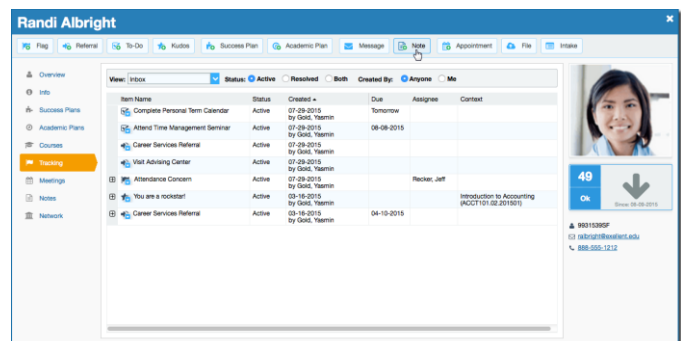 Randi Albright
Flag Referral To-Do Kudos Success Plan Academic Plan Message Note Appointment File Intake
Overview
Info
Success Plans
Academic Plans
Courses
Tracking
Meetings
Notes
Network
View: Inbox Status: Active Resolved Both Created By: Anyone Me
Item Name Status Created Due Assignee Context
Complete Personal Term Calendar Active 07-29-2015 Tomorrow
by Gold, Yasmin
Attend Time Management Seminar Active 07-29-2015 08-08-2015
by Gold, Yasmin
Career Services Referral Active 07-29-2015
by Gold, Yasmin
Visit Advising Center Active 07-29-2015
by Gold, Yasmin
Attendance Concern Active 07-29-2015 Recker, Jeff
by Gold, Yasmin
You are a rockstar! Active 03-16-2015 Introduction to Accounting
by Gold, Yasmin (ACCT101.02.201501)
Career Services Referral Active 03-16-2015 04-10-2015
by Gold, Yasmin
49
Ok
Since: 08-09-2015
9931539SF
ralbright@exallent.edu
888-555-1212